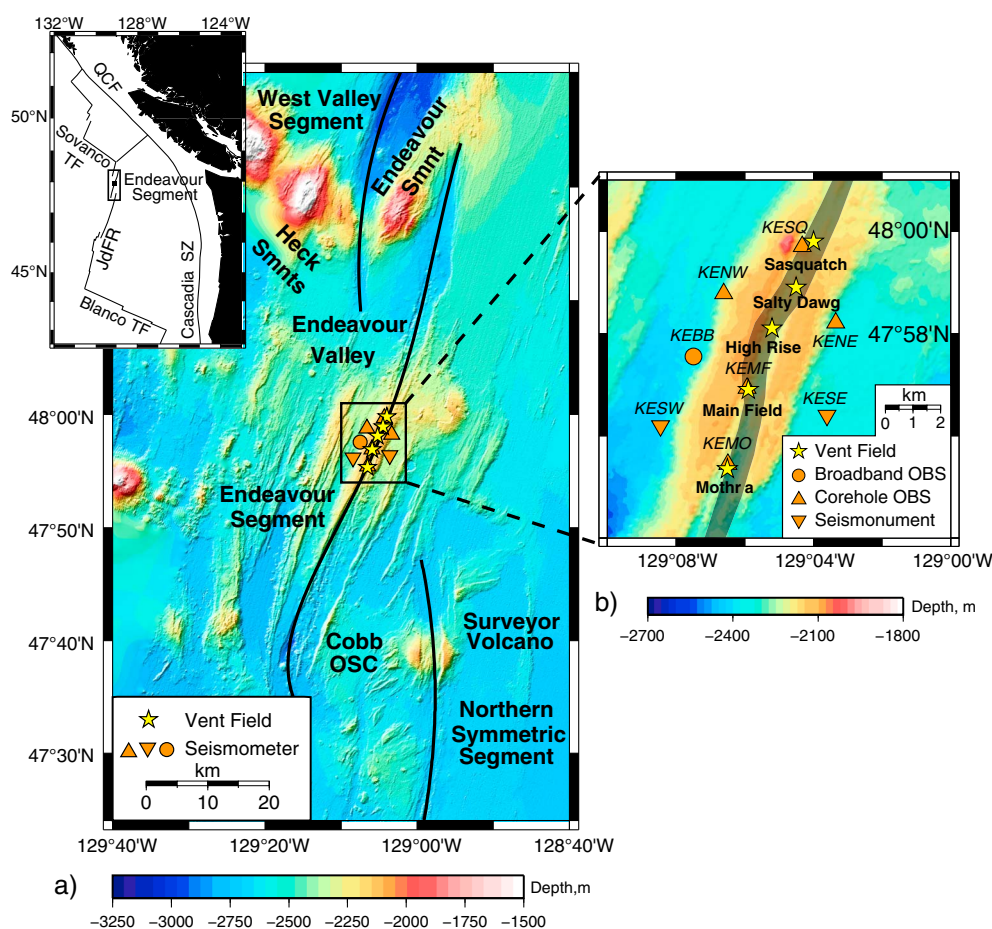 132°W 128°W 124°W
50°N
45°N
QCF
Sovanco
TF
Endeavour
Segment
JdFR
Cascadia SZ
Blanco TF
West Valley
Segment
Endeavour
Smnt
Heck
Smnts
Endeavour
Valley
Endeavour
Segment
Cobb
OSC
Surveyor
Volcano
Northern
Symmetric
Segment
48°00'N
47°50'N
47°40'N
47°30'N
129°40'W 129°20'W 129°00'W 128°40'W
Vent Field
Seismometer
km
0 10 20
a)
Depth,m
−3250 −3000 −2750 −2500 −2250 −2000 −1750 −1500
KESQ
Sasquatch
KENW
Salty Dawg
KENE
High Rise
KEBB
KEMF
Main Field
KESW
KESE
KEMO
Mothra
48°00'N
47°58'N
km
0 1 2
Vent Field
Broadband OBS
Corehole OBS
Seismonument
129°08'W 129°04'W 129°00'W
b)
Depth, m
−2700 −2400 −2100 −1800